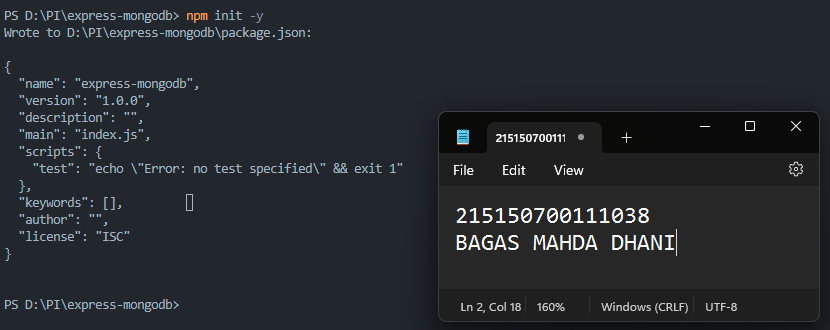 PS D:\PI\express-mongodb> npm init -y
Wrote to D:\PI\express-mongodb\package.json:
{
  "name": "express-mongodb",
  "version": "1.0.0",
  "description": "",
  "main": "index.js",
  "scripts": {
    "test": "echo \"Error: no test specified\" && exit 1"
  },
  "keywords": [],
  "author": "",
  "license": "ISC"
}
PS D:\PI\express-mongodb>
215150700111
File Edit View
215150700111038
BAGAS MAHDA DHANI
Ln 2, Col 18 160% Windows (CRLF) UTF-8